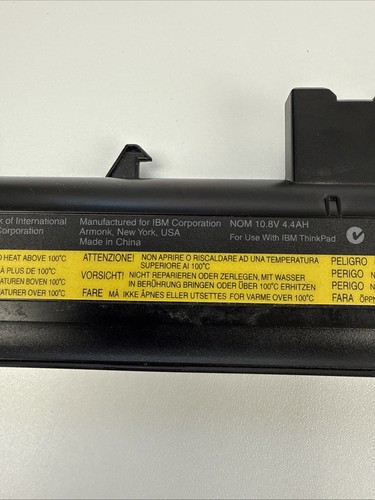 k of International
Corporation
Manufactured for IBM Corporation
Armonk, New York, USA
Made in China
NOM 10.8V 4.4AH
For Use With IBM ThinkPad
O HEAT ABOVE 100°C
À PLUS DE 100°C
NATUREN BOVEN 100°C
RATURER OVER 100°C
ATTENZIONE! NON APRIRE O RISCALDARE AD UNA TEMPERATURA
SUPERIORE AI 100°C
VORSICHT! NICHT REPARIEREN ODER ZERLEGEN, MIT WASSER
IN BERÜHRUNG BRINGEN ODER ÜBER 100°C ERHITZEN
FARE MÅ IKKE ÅPNES ELLER UTSETTES FOR VARME OVER 100°C
PELIGRO
PERIGO
PERIGO N
FARA ÖPPN